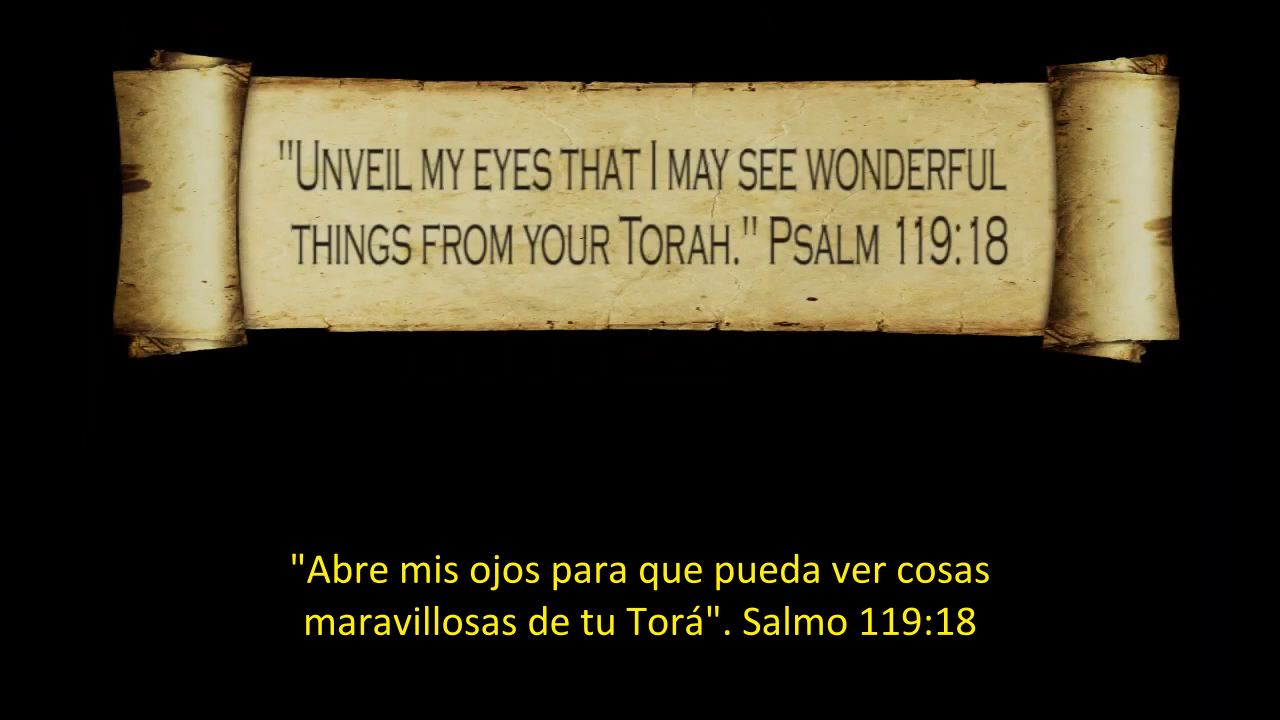 "Unveil my eyes that I may see wonderful
things from your Torah." Psalm 119:18
"Abre mis ojos para que pueda ver cosas
maravillosas de tu Torá". Salmo 119:18